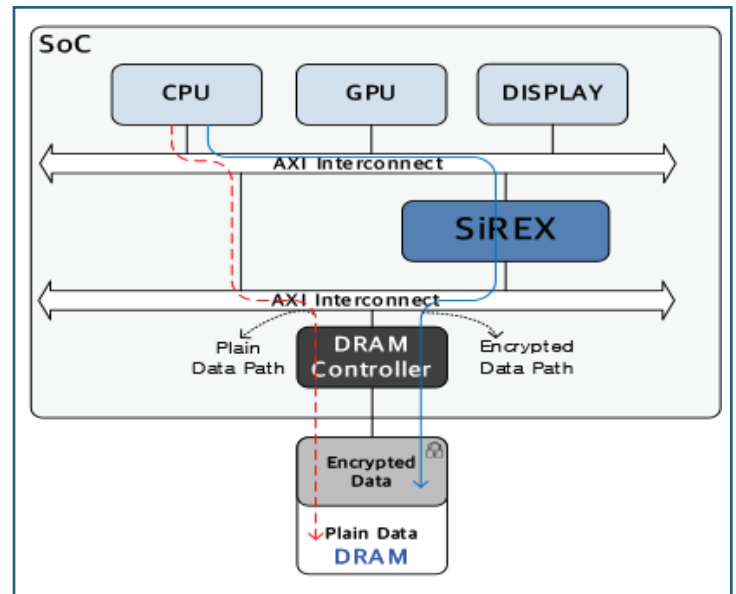 SoC
CPU
GPU
DISPLAY
AXI Interconnect
SiREX
AXI Interconnect
Plain
Data Path
DRAM
Controller
Encrypted
Data Path
Encrypted
Data
Plain Data
DRAM